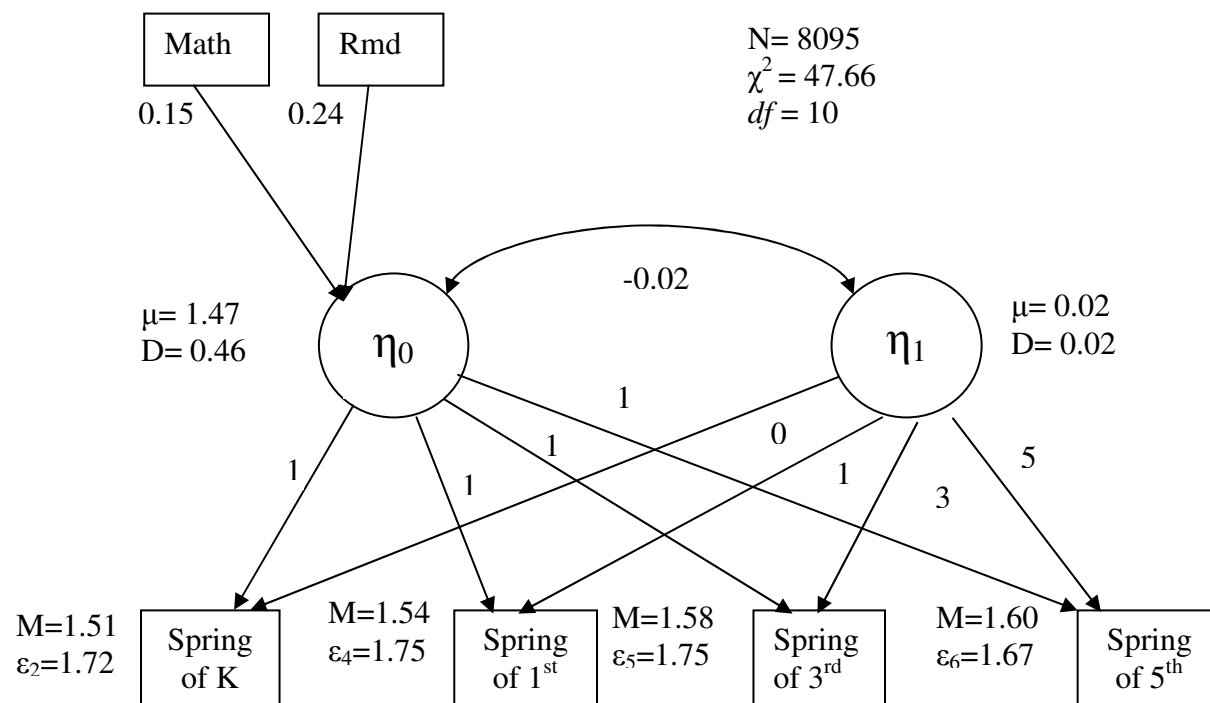 Math
Rmd
N= 8095
χ² = 47.66
df = 10
0.15
0.24
-0.02
μ= 1.47
D= 0.46
η₀
η₁
μ= 0.02
D= 0.02
1
0
5
1
1
1
1
3
M=1.51
ε₂=1.72
Spring
of K
M=1.54
ε₄=1.75
Spring
of 1ˢᵗ
M=1.58
ε₅=1.75
Spring
of 3ʳᵈ
M=1.60
ε₆=1.67
Spring
of 5ᵗʰ